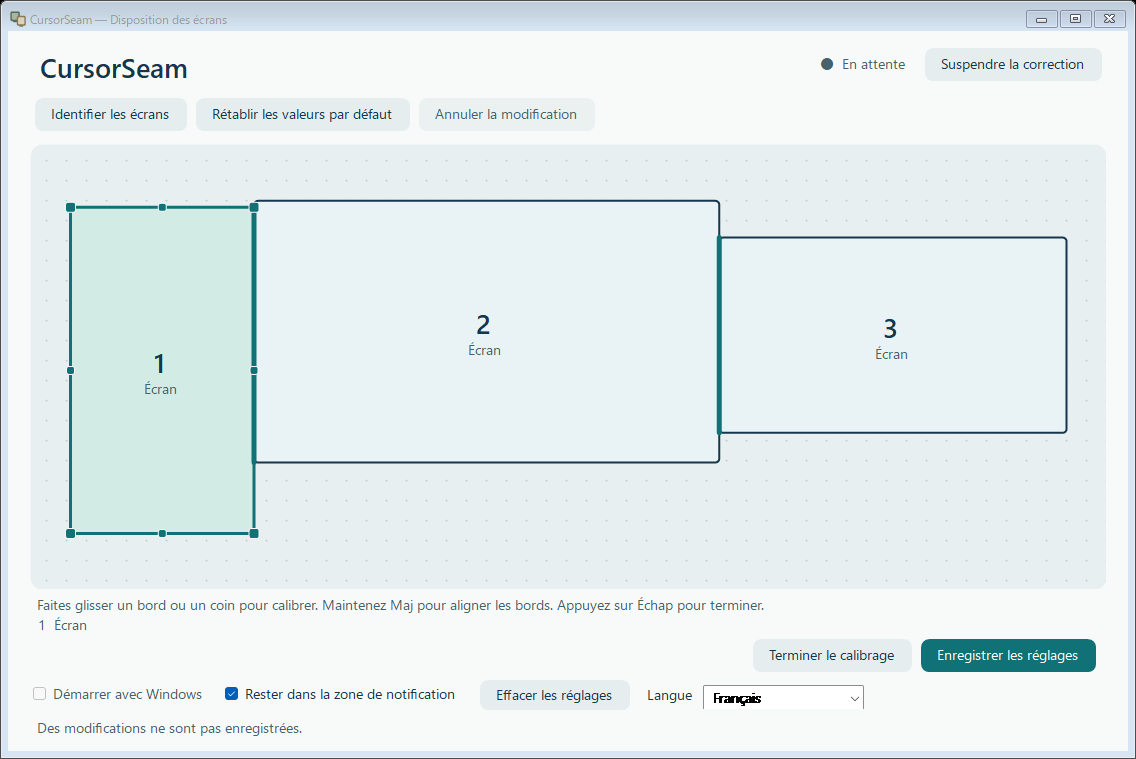 CursorSeam — Disposition des écrans
CursorSeam
En attente
Suspendre la correction
Identifier les écrans
Rétablir les valeurs par défaut
Annuler la modification
1
Écran
2
Écran
3
Écran
Faites glisser un bord ou un coin pour calibrer. Maintenez Maj pour aligner les bords. Appuyez sur Échap pour terminer.
1 Écran
Terminer le calibrage
Enregistrer les réglages
Démarrer avec Windows
Rester dans la zone de notification
Effacer les réglages
Langue
Français
Des modifications ne sont pas enregistrées.